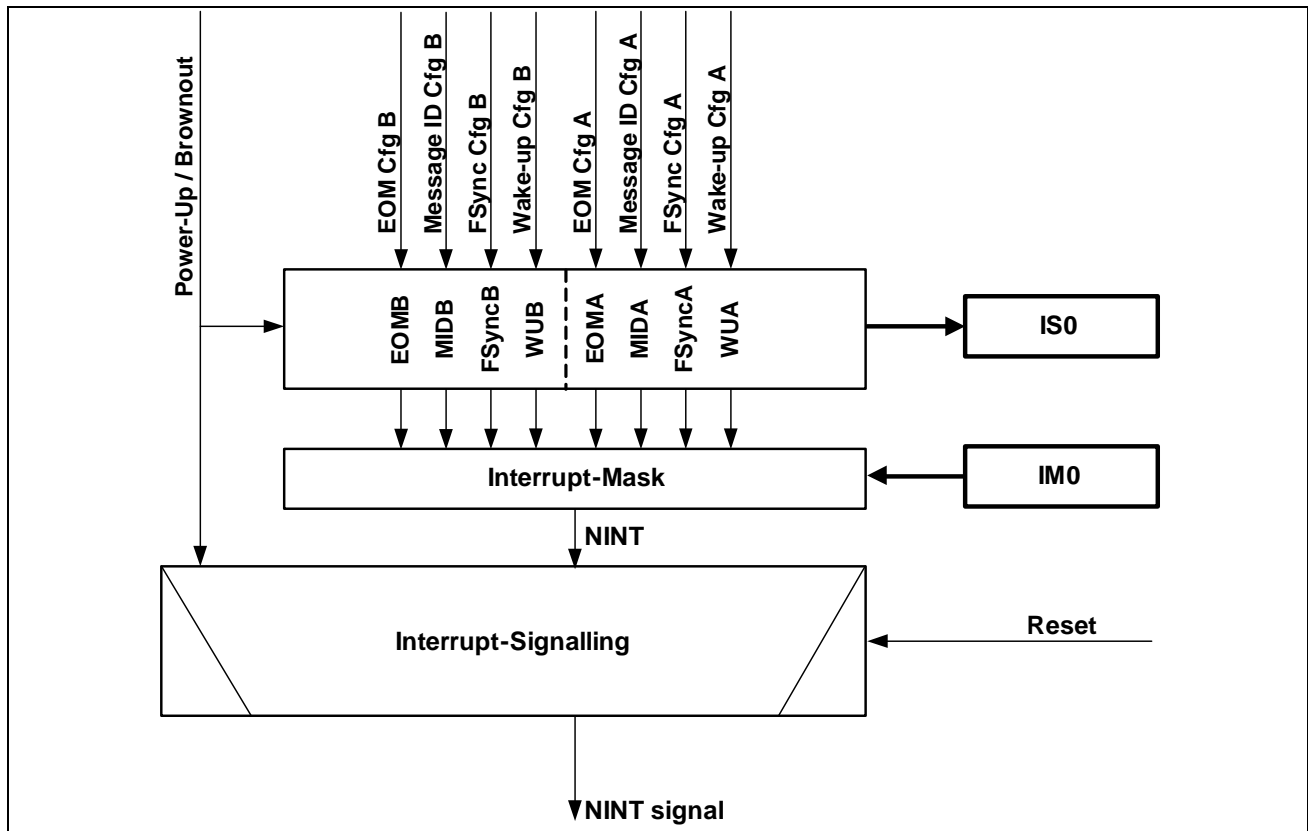 Power-Up / Brownout
EOM Cfg B
Message ID Cfg B
FSync Cfg B
Wake-up Cfg B
EOM Cfg A
Message ID Cfg A
FSync Cfg A
Wake-up Cfg A
EOMB
MIDB
FSyncB
WUB
EOMA
MIDA
FSyncA
WUA
IS0
Interrupt-Mask
IM0
NINT
Interrupt-Signalling
Reset
NINT signal